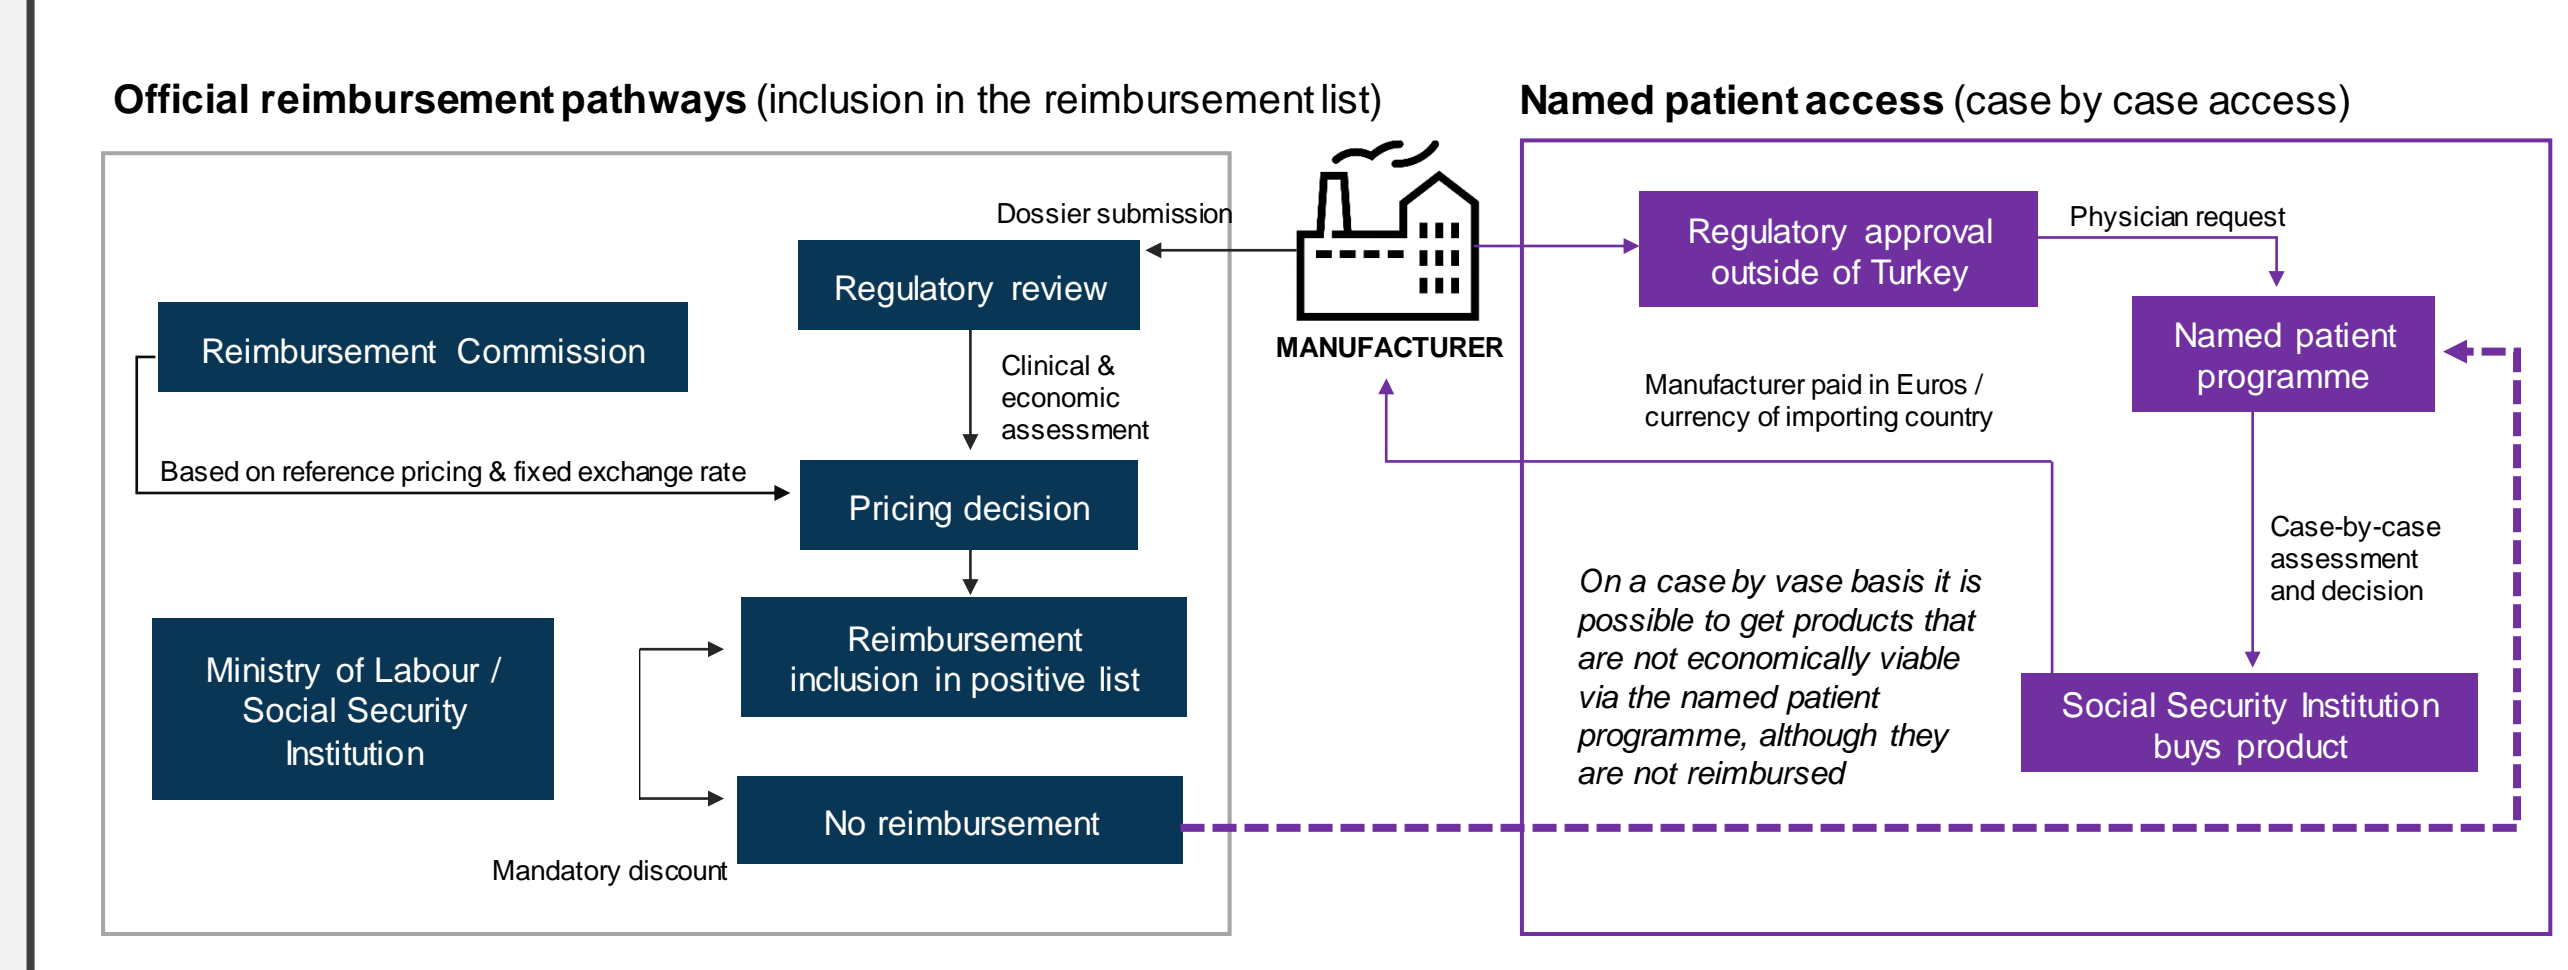 Official reimbursement pathways (inclusion in the reimbursement list)
Dossier submission
Regulatory review
Reimbursement Commission
Clinical &
economic
assessment
Based on reference pricing & fixed exchange rate
Pricing decision
Reimbursement
inclusion in positive list
Ministry of Labour /
Social Security
Institution
No reimbursement
Mandatory discount
MANUFACTURER
Named patient access (case by case access)
Regulatory approval
outside of Turkey
Physician request
Named patient
programme
Manufacturer paid in Euros /
currency of importing country
Case-by-case
assessment
and decision
On a case by vase basis it is
possible to get products that
are not economically viable
via the named patient
programme, although they
are not reimbursed
Social Security Institution
buys product